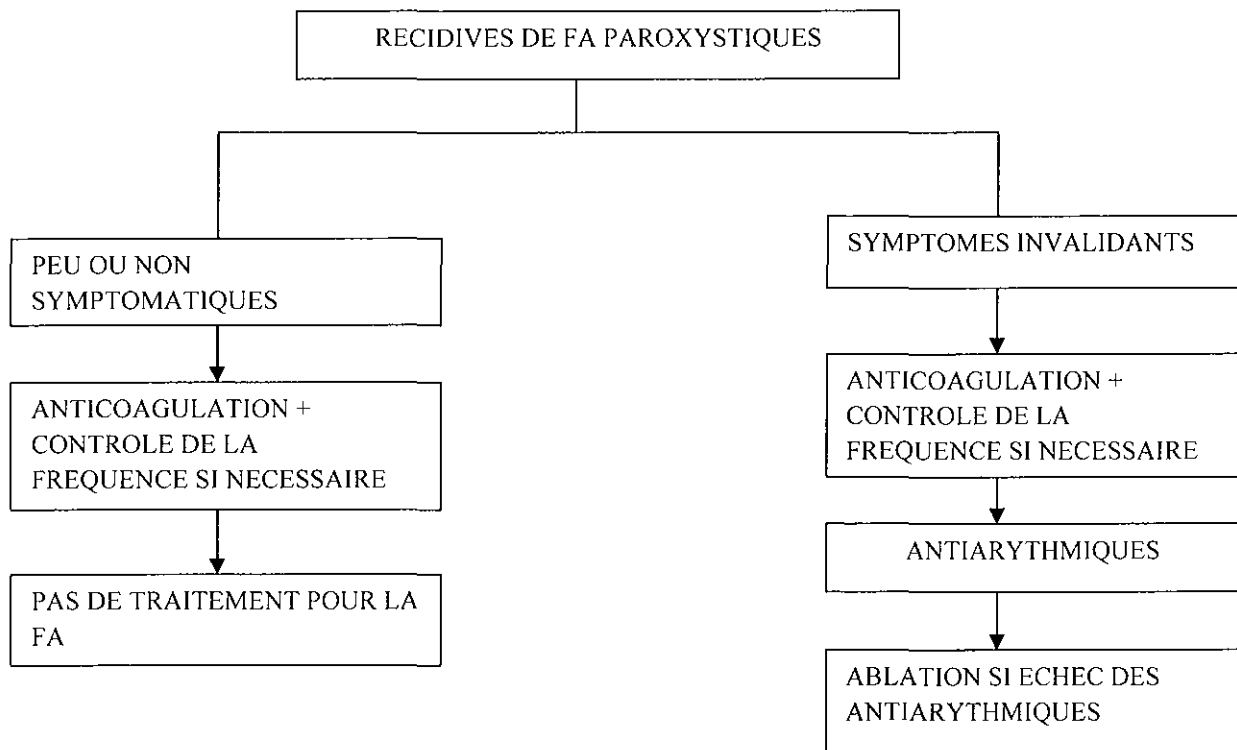 RECIDIVES DE FA PAROXYSTIQUES
PEU OU NON
SYMPTOMATIQUES
ANTICOAGULATION +
CONTROLE DE LA
FREQUENCE SI NECESSAIRE
PAS DE TRAITEMENT POUR LA
FA
SYMPTOMES INVALIDANTS
ANTICOAGULATION +
CONTROLE DE LA
FREQUENCE SI NECESSAIRE
ANTIARYTHMIQUES
ABLATION SI ECHEC DES
ANTIARYTHMIQUES